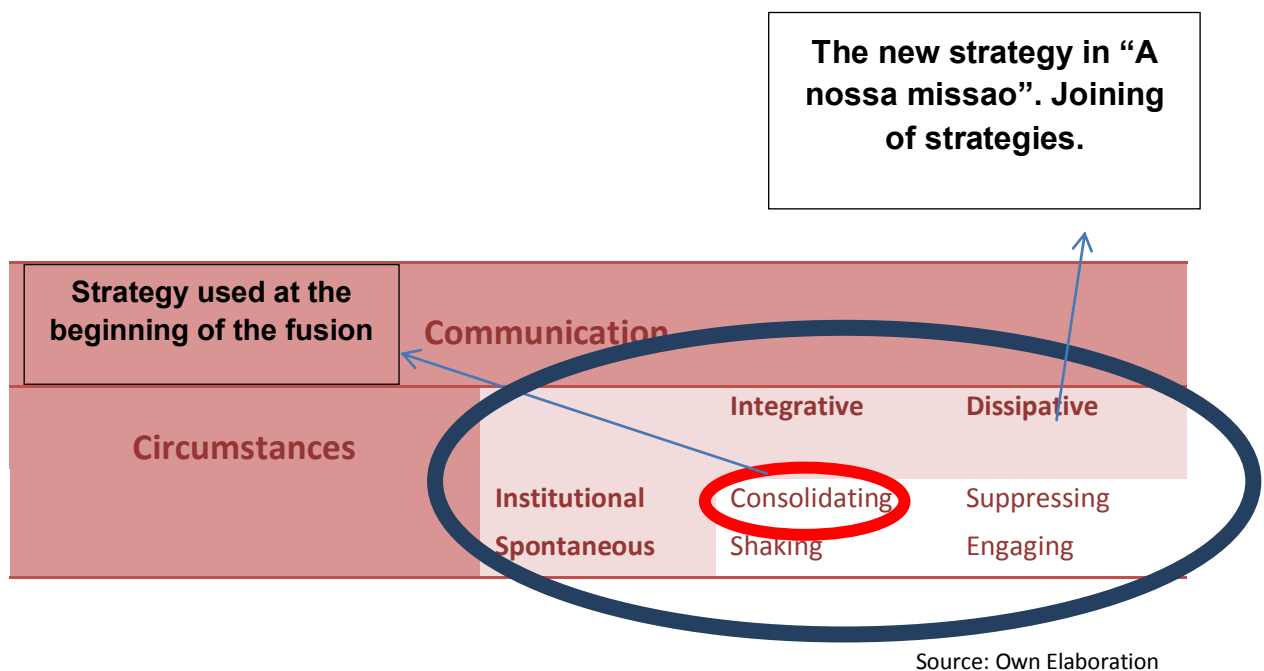 The new strategy in “A
nossa missao”. Joining
of strategies.
Strategy used at the
beginning of the fusion
Communication
Circumstances
Integrative Dissipative
Institutional Consolidating Suppressing
Spontaneous Shaking Engaging
Source: Own Elaboration